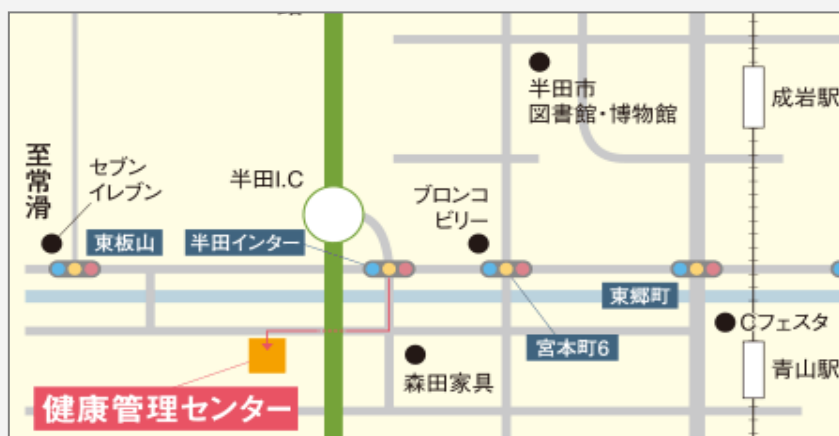 半田市
図書館・博物館
成岩駅
至常滑
セブン
イレブン
半田I.C
ブロンコ
ビリー
東板山
半田インター
東郷町
宮本町6
Cフェスタ
青山駅
森田家具
健康管理センター